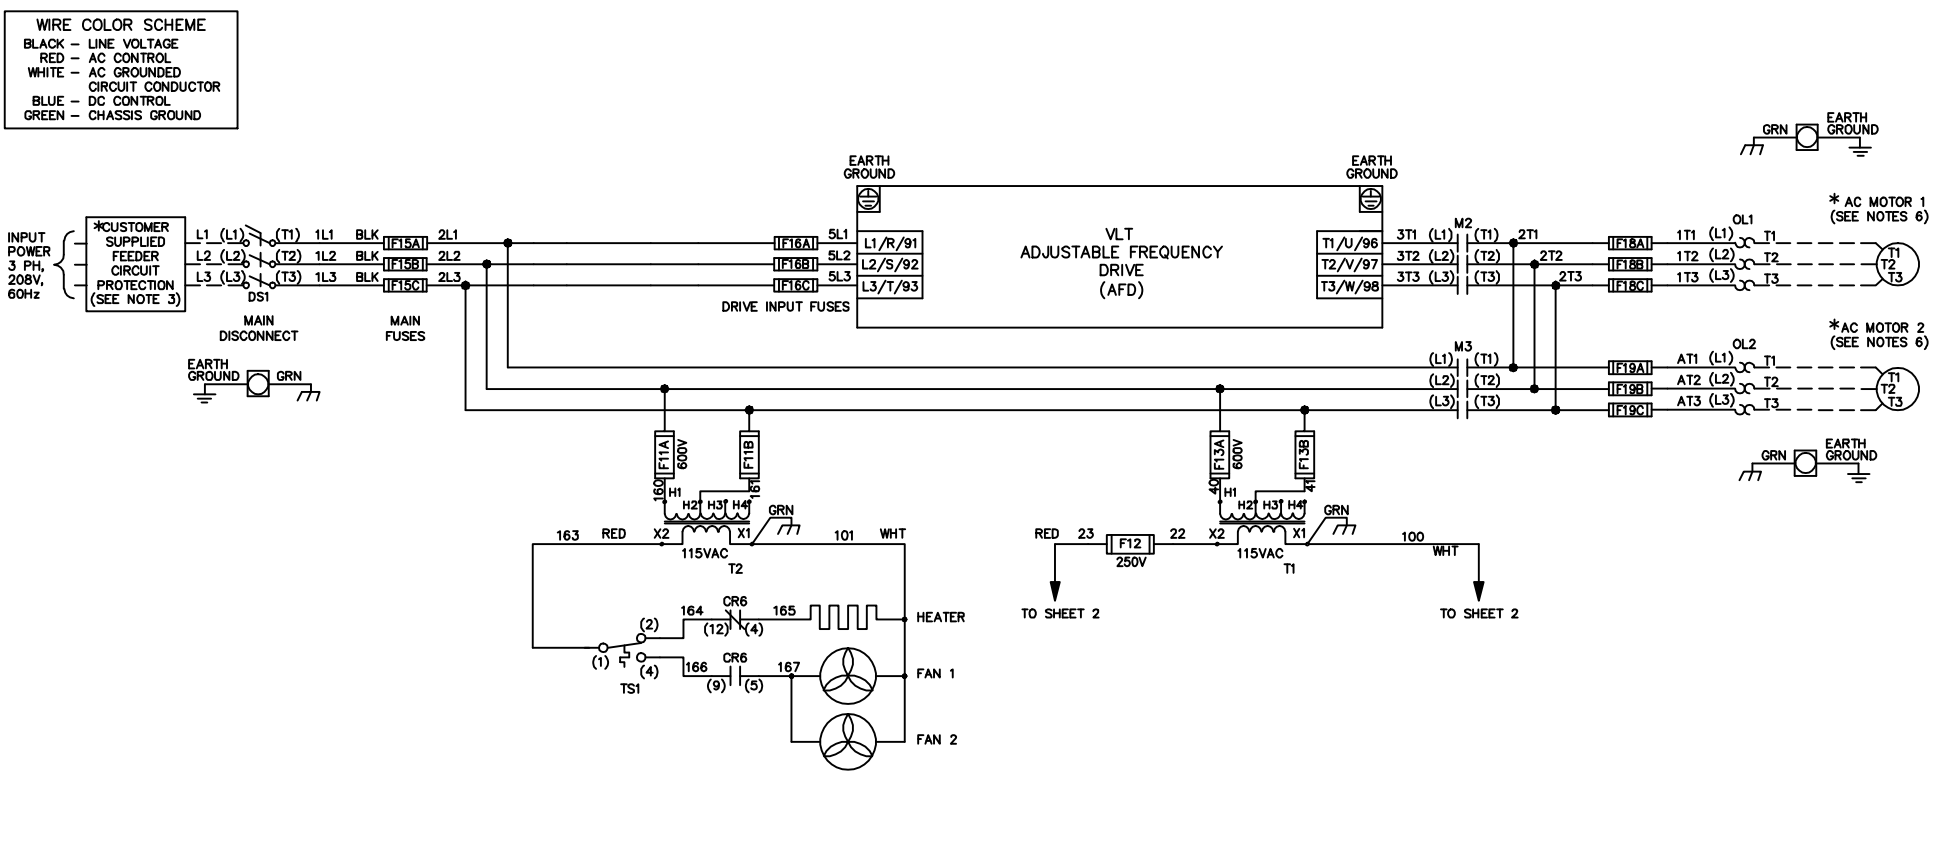 WIRE COLOR SCHEME
BLACK – LINE VOLTAGE
RED – AC CONTROL
WHITE – AC GROUNDED
CIRCUIT CONDUCTOR
BLUE – DC CONTROL
GREEN – CHASSIS GROUND
GRN
EARTH
GROUND
INPUT
POWER
3 PH,
208V,
60Hz
*CUSTOMER
SUPPLIED
FEEDER
CIRCUIT
PROTECTION
(SEE NOTE 3)
L1 (L1) (T1) 1L1 BLK F15A 2L1
L2 (L2) (T2) 1L2 BLK F15B 2L2
L3 (L3) (T3) 1L3 BLK F15C 2L3
DS1
MAIN
DISCONNECT
MAIN
FUSES
EARTH
GROUND
GRN
F16A 5L1 L1/R/91
F16B 5L2 L2/S/92
F16C 5L3 L3/T/93
DRIVE INPUT FUSES
EARTH
GROUND
VLT
ADJUSTABLE FREQUENCY
DRIVE
(AFD)
EARTH
GROUND
M2
T1/U/96 3T1 (L1) (T1) 2T1
T2/V/97 3T2 (L2) (T2) 2T2
T3/W/98 3T3 (L3) (T3) 2T3
OL1
F18A 1T1 (L1) T1
F18B 1T2 (L2) T2
F18C 1T3 (L3) T3
* AC MOTOR 1
(SEE NOTES 6)
T1
T2
T3
M3
(L1) (T1)
(L2) (T2)
(L3) (T3)
OL2
F19A AT1 (L1) T1
F19B AT2 (L2) T2
F19C AT3 (L3) T3
*AC MOTOR 2
(SEE NOTES 6)
T1
T2
T3
GRN
EARTH
GROUND
F11A
600V
F11B
160
161
H1
H2 H3 H4
GRN
163 RED X2 X1 101 WHT
115VAC
T2
164 CR6 165 HEATER
(12) (4)
(2)
(1)
(4)
TS1
166 CR6 167 FAN 1
(9) (5)
FAN 2
F13A
600V
F13B
40
41
H1
H2 H3 H4
GRN
RED 23 F12 22 X2 X1 100
WHT
250V
115VAC
T1
TO SHEET 2
TO SHEET 2